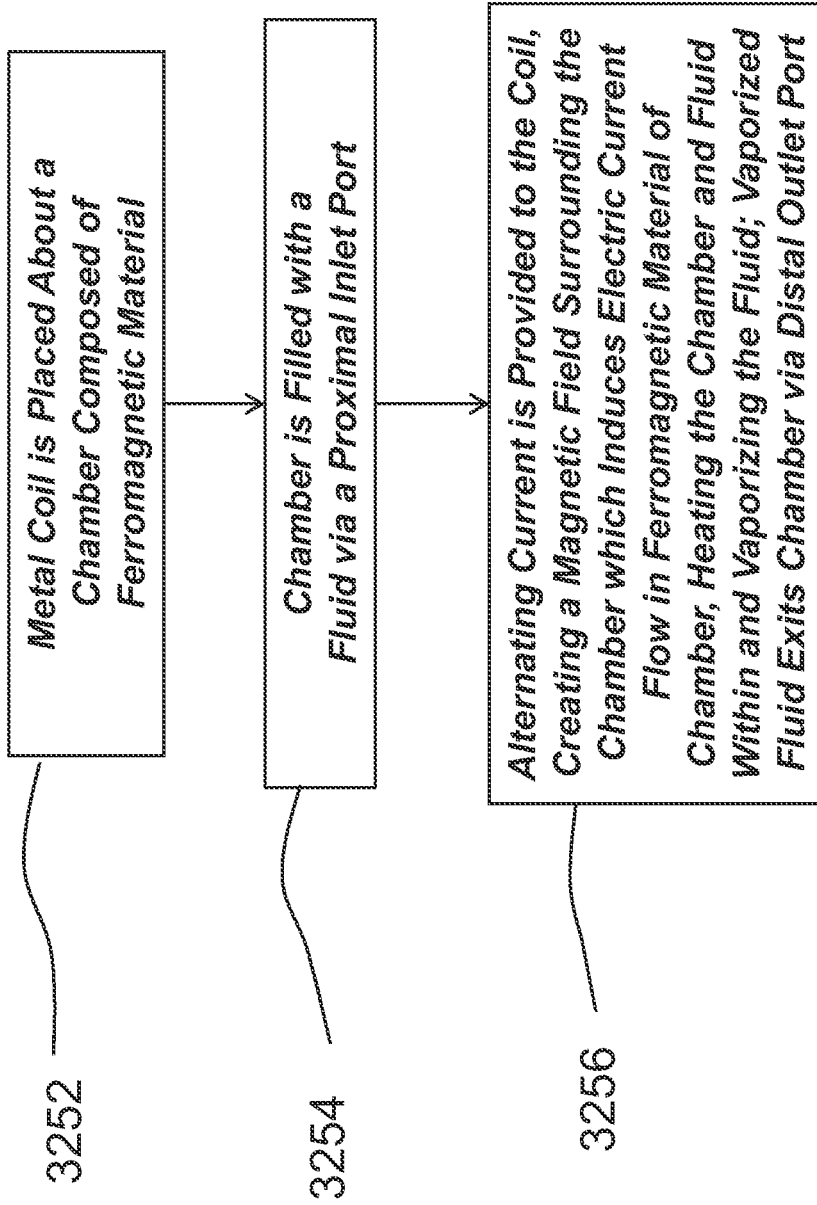 3252
Metal Coil is Placed About a
Chamber Composed of
Ferromagnetic Material
3254
Chamber is Filled with a
Fluid via a Proximal Inlet Port
3256
Alternating Current is Provided to the Coil,
Creating a Magnetic Field Surrounding the
Chamber which Induces Electric Current
Flow in Ferromagnetic Material of
Chamber, Heating the Chamber and Fluid
Within and Vaporizing the Fluid; Vaporized
Fluid Exits Chamber via Distal Outlet Port